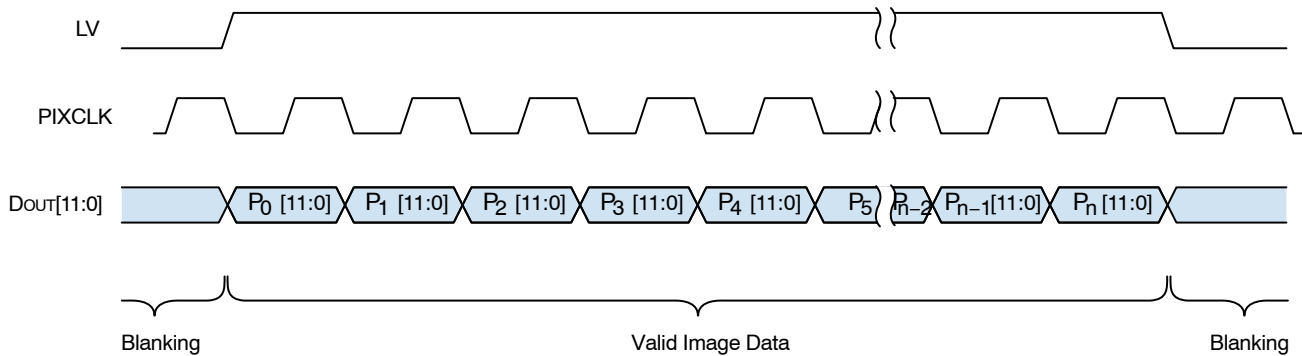 LV
PIXCLK
DOUT[11:0]
P0 [11:0] P1 [11:0] P2 [11:0] P3 [11:0] P4 [11:0] P5 Pn−2 Pn−1[11:0] Pn [11:0]
Blanking Valid Image Data Blanking